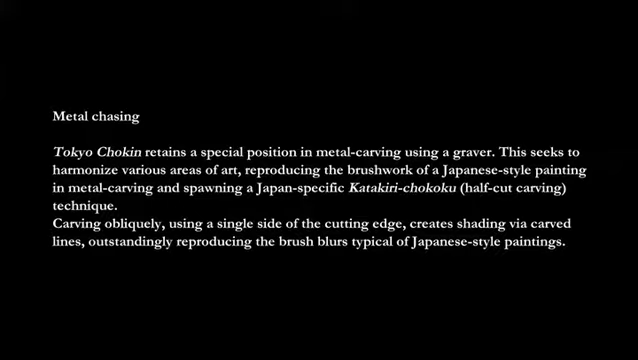 Metal chasing
Tokyo Chokin retains a special position in metal-carving using a graver. This seeks to
harmonize various areas of art, reproducing the brushwork of a Japanese-style painting
in metal-carving and spawning a Japan-specific Katakiri-chokoku (half-cut carving)
technique.
Carving obliquely, using a single side of the cutting edge, creates shading via carved
lines, outstandingly reproducing the brush blurs typical of Japanese-style paintings.